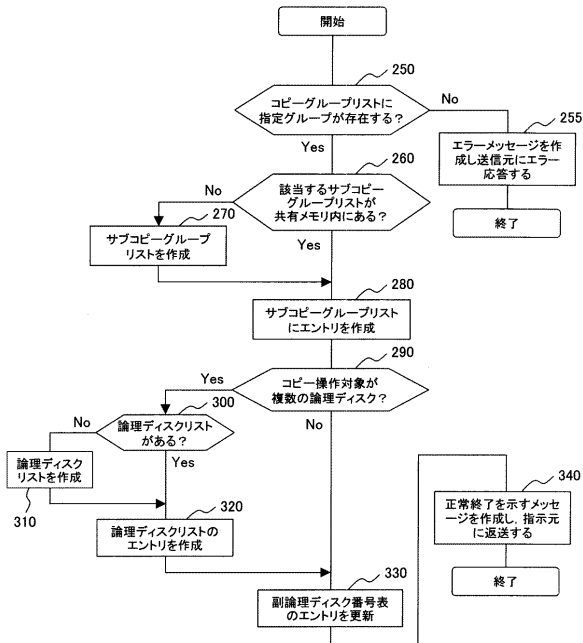 開始
250
コピーグループリストに
指定グループが存在する？
No
Yes
255
エラーメッセージを作
成し送信元にエラー
応答する
終了
260
該当するサブコピー
グループリストが
共有メモリ内にある？
No
Yes
270
サブコピーグループ
リストを作成
280
サブコピーグループリスト
にエントリを作成
290
コピー操作対象が
複数の論理ディスク？
Yes
No
300
論理ディスクリスト
がある？
No
Yes
論理ディスク
リストを作成
310
320
論理ディスクリストの
エントリを作成
330
副論理ディスク番号表
のエントリを更新
340
正常終了を示すメッセ
ージを作成し，指示元
に返送する
終了